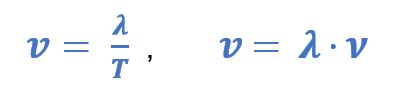 v = λ/T , v = λ · ν